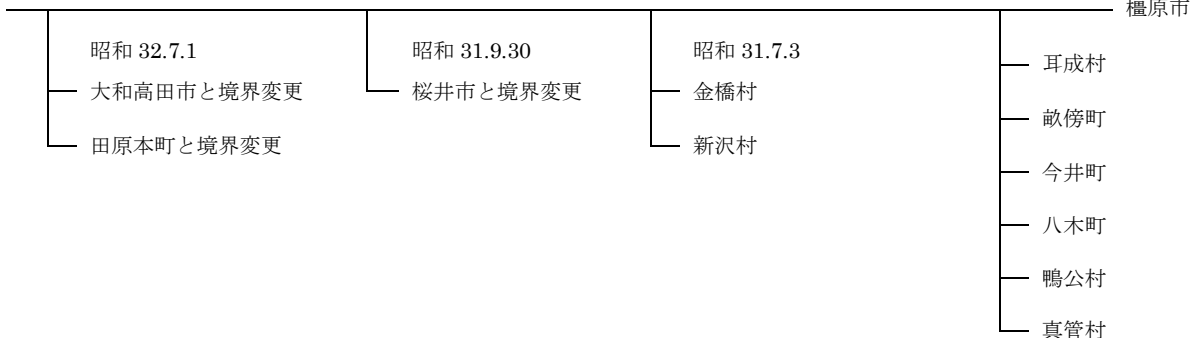 橿原市
耳成村
畝傍町
今井町
八木町
鴨公村
真菅村
昭和 31.7.3
金橋村
新沢村
昭和 31.9.30
桜井市と境界変更
昭和 32.7.1
大和高田市と境界変更
田原本町と境界変更